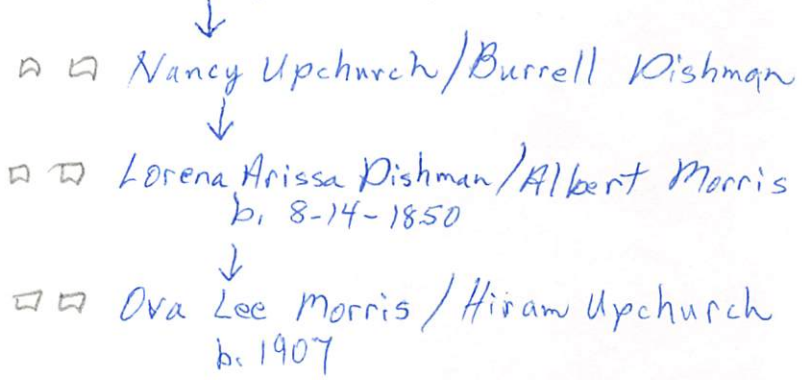 Nancy Upchurch/Burrell Dishman
Lorena Arissa Dishman/Albert Morris
b. 8-14-1850
Ova Lee Morris/Hiram Upchurch
b. 1907